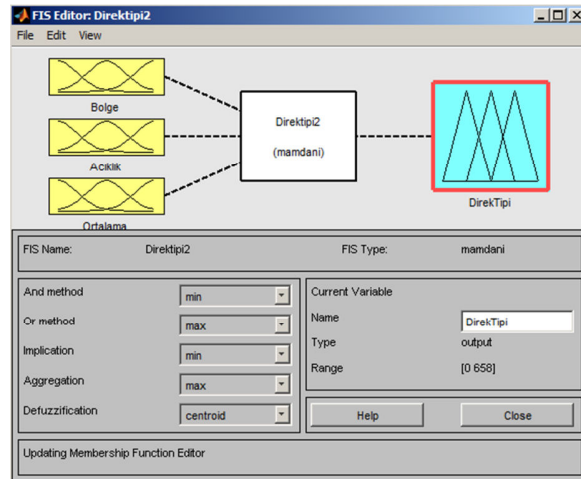 FIS Editor: Direktipi2
File Edit View
Bolge
Aciklik
Ortalama
Direktipi2
(mamdani)
DirekTipi
FIS Name: Direktipi2 FIS Type: mamdani
And method min
Or method max
Implication min
Aggregation max
Defuzzification centroid
Current Variable
Name DirekTipi
Type output
Range [0 658]
Help Close
Updating Membership Function Editor